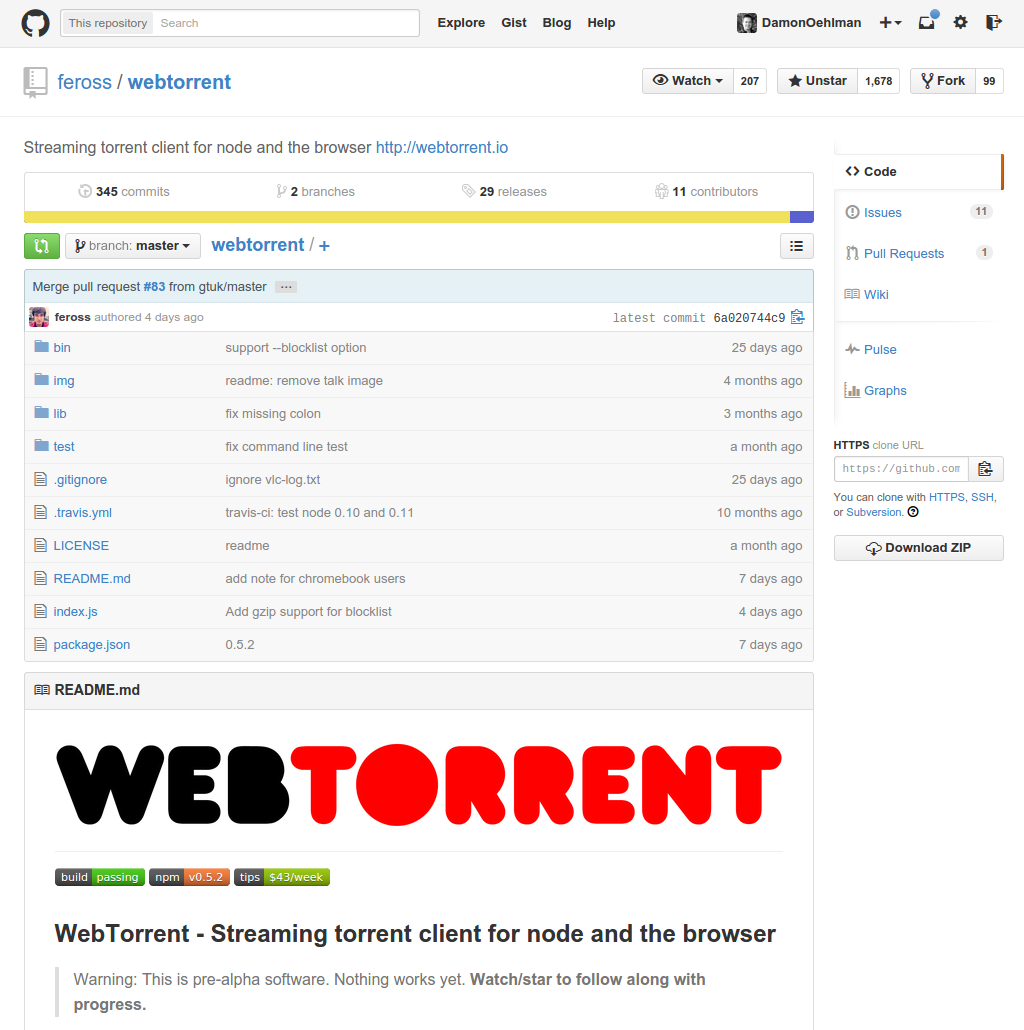 This repository Search Explore Gist Blog Help DamonOehlman
feross / webtorrent Watch 207 Unstar 1,678 Fork 99
Streaming torrent client for node and the browser http://webtorrent.io
345 commits 2 branches 29 releases 11 contributors
branch: master webtorrent / +
Merge pull request #83 from gtuk/master ...
feross authored 4 days ago latest commit 6a020744c9
bin support --blocklist option 25 days ago
img readme: remove talk image 4 months ago
lib fix missing colon 3 months ago
test fix command line test a month ago
.gitignore ignore vlc-log.txt 25 days ago
.travis.yml travis-ci: test node 0.10 and 0.11 10 months ago
LICENSE readme a month ago
README.md add note for chromebook users 7 days ago
index.js Add gzip support for blocklist 4 days ago
package.json 0.5.2 7 days ago
Code
Issues 11
Pull Requests 1
Wiki
Pulse
Graphs
HTTPS clone URL
https://github.com
You can clone with HTTPS, SSH,
or Subversion.
Download ZIP
README.md
WEBTORRENT
build passing npm v0.5.2 tips $43/week
WebTorrent - Streaming torrent client for node and the browser
Warning: This is pre-alpha software. Nothing works yet. Watch/star to follow along with
progress.